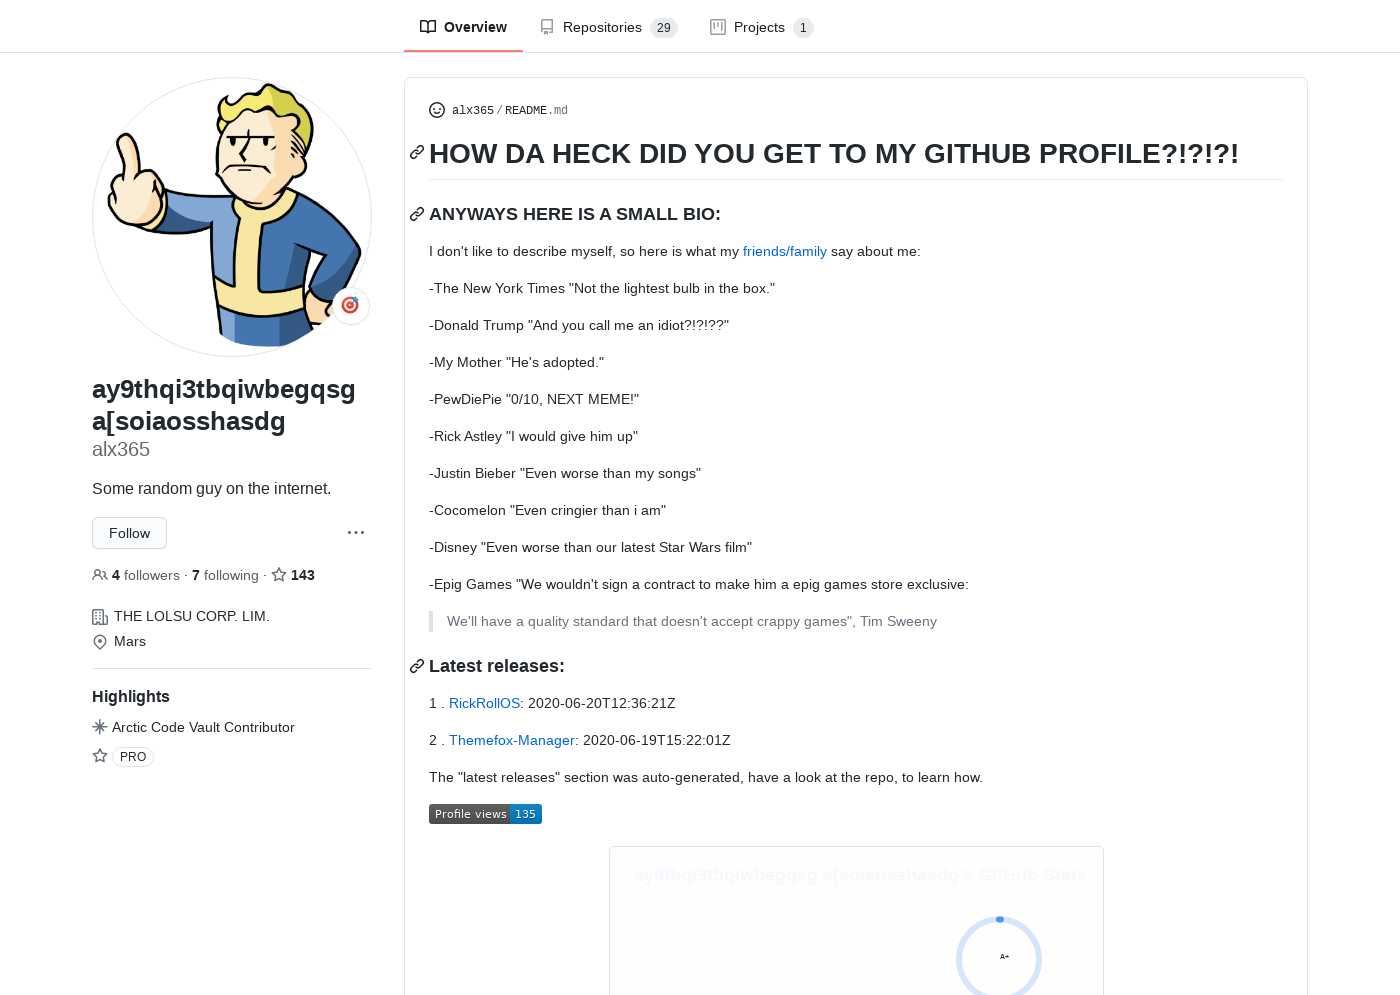 Overview
Repositories 29
Projects 1
alx365/README.md
HOW DA HECK DID YOU GET TO MY GITHUB PROFILE?!?!?!
ANYWAYS HERE IS A SMALL BIO:
I don't like to describe myself, so here is what my friends/family say about me:
-The New York Times "Not the lightest bulb in the box."
-Donald Trump "And you call me an idiot?!?!??"
-My Mother "He's adopted."
-PewDiePie "0/10, NEXT MEME!"
-Rick Astley "I would give him up"
-Justin Bieber "Even worse than my songs"
-Cocomelon "Even cringier than i am"
-Disney "Even worse than our latest Star Wars film"
-Epig Games "We wouldn't sign a contract to make him a epig games store exclusive:
We'll have a quality standard that doesn't accept crappy games", Tim Sweeny
Latest releases:
1 . RickRollOS: 2020-06-20T12:36:21Z
2 . Themefox-Manager: 2020-06-19T15:22:01Z
The "latest releases" section was auto-generated, have a look at the repo, to learn how.
Profile views 135
ay9thqi3tbqiwbegqsg a[soiaosshasdg's GitHub Stats
A+
ay9thqi3tbqiwbegqsg
a[soiaosshasdg
alx365
Some random guy on the internet.
Follow
4 followers · 7 following · 143
THE LOLSU CORP. LIM.
Mars
Highlights
Arctic Code Vault Contributor
PRO